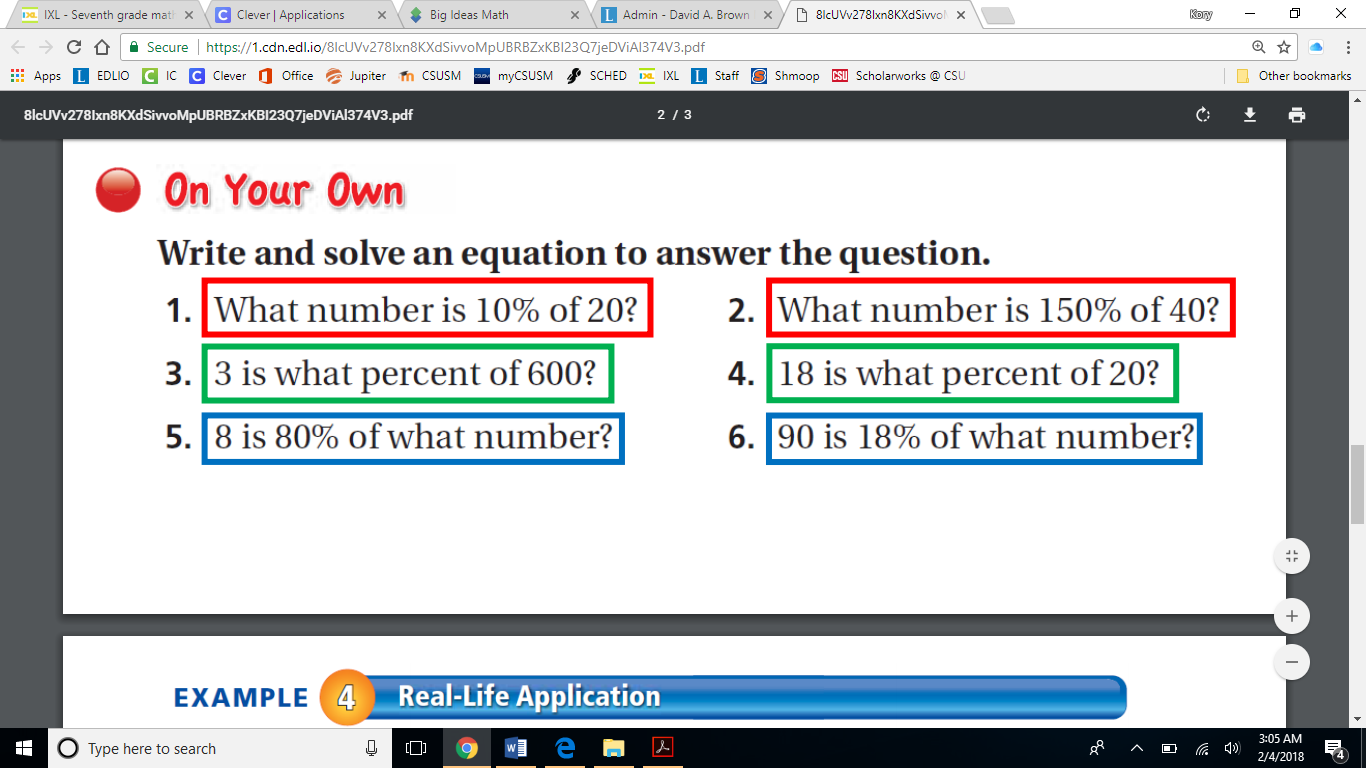 IXL - Seventh grade math
Clever | Applications
Big Ideas Math
Admin - David A. Brown
8lcUVv278Ixn8KXdSivvoM
Kory
Secure https://1.cdn.edl.io/8IcUVv278Ixn8KXdSivvoMpUBRBZxKBI23Q7jeDViAl374V3.pdf
Apps EDLIO IC Clever Office Jupiter CSUSM myCSUSM SCHED IXL Staff Shmoop Scholarworks @ CSU Other bookmarks
8lcUVv278Ixn8KXdSivvoMpUBRBZxKBI23Q7jeDViAl374V3.pdf 2 / 3
On Your Own
Write and solve an equation to answer the question.
1. What number is 10% of 20?
2. What number is 150% of 40?
3. 3 is what percent of 600?
4. 18 is what percent of 20?
5. 8 is 80% of what number?
6. 90 is 18% of what number?
EXAMPLE 4 Real-Life Application
Type here to search
3:05 AM
2/4/2018
4